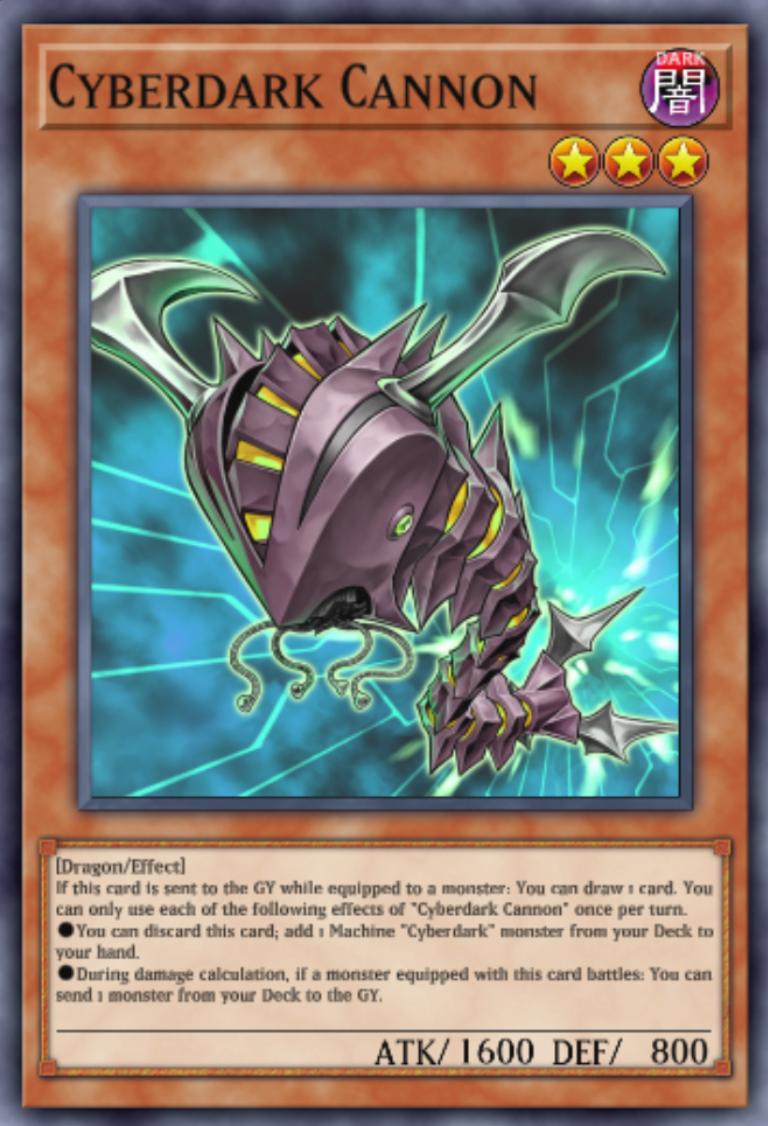 CYBERDARK CANNON
DARK
闇
[Dragon/Effect]
If this card is sent to the GY while equipped to a monster: You can draw 1 card. You
can only use each of the following effects of "Cyberdark Cannon" once per turn.
●You can discard this card; add 1 Machine "Cyberdark" monster from your Deck to
your hand.
●During damage calculation, if a monster equipped with this card battles: You can
send 1 monster from your Deck to the GY.
ATK/ 1600 DEF/ 800